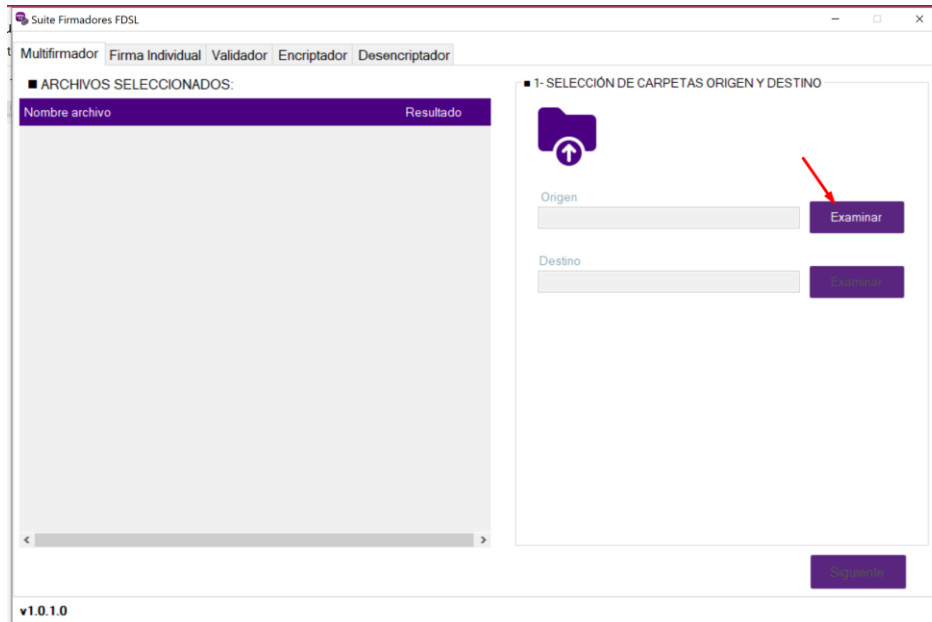 Suite Firmadores FDSL
Multifirmador Firma Individual Validador Encriptador Desencriptador
ARCHIVOS SELECCIONADOS:
Nombre archivo Resultado
1- SELECCIÓN DE CARPETAS ORIGEN Y DESTINO
Origen
Examinar
Destino
Examinar
Siguiente
v1.0.1.0